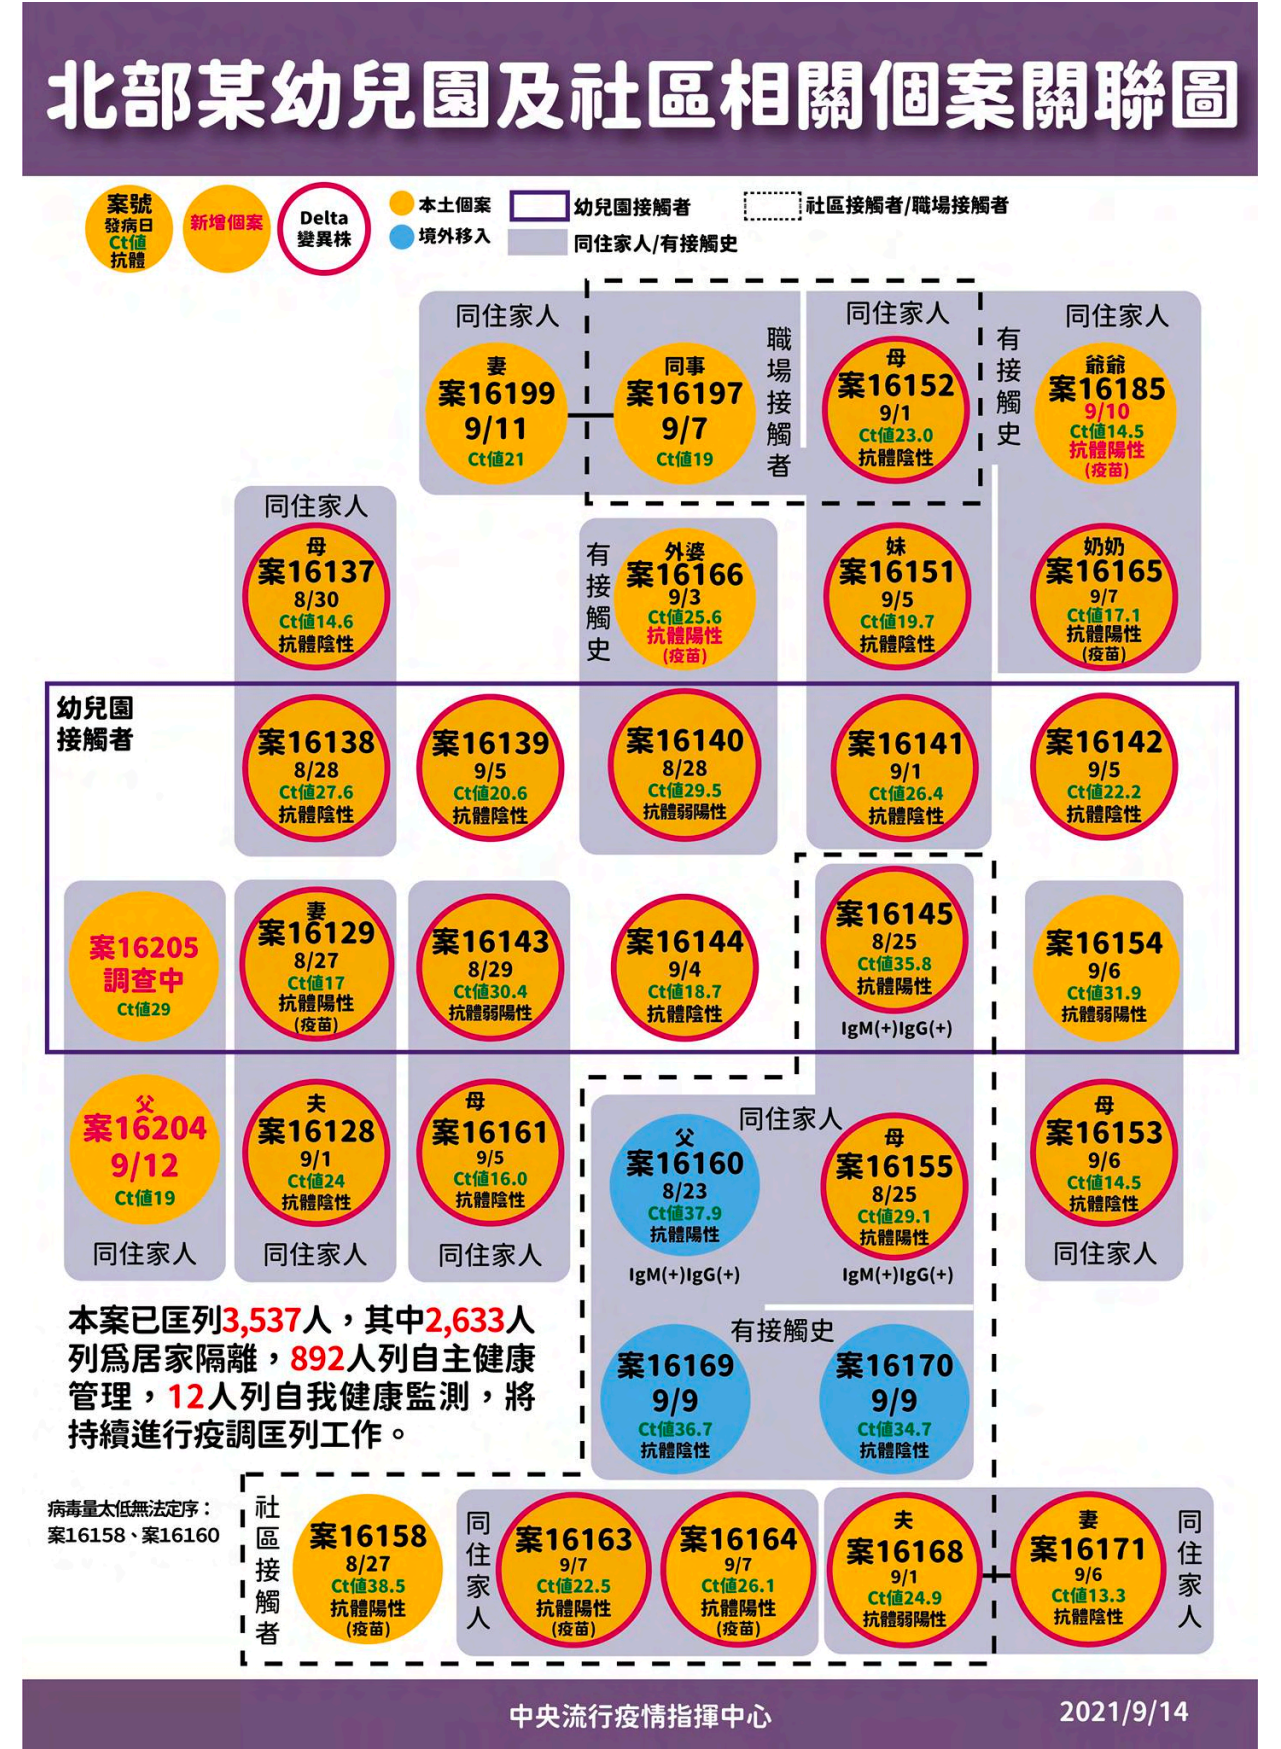 北部某幼兒園及社區相關個案關聯圖
案號
發病日
Ct值
抗體
新增個案
Delta
變異株
本土個案
境外移入
幼兒園接觸者
同住家人/有接觸史
社區接觸者/職場接觸者
同住家人
妻
案16199
9/11
Ct值21
同事
案16197
9/7
Ct值19
職場接觸者
同住家人
母
案16152
9/1
Ct值23.0
抗體陰性
有接觸史
同住家人
爺爺
案16185
9/10
Ct值14.5
抗體陽性
(疫苗)
同住家人
母
案16137
8/30
Ct值14.6
抗體陰性
有接觸史
外婆
案16166
9/3
Ct值25.6
抗體陽性
(疫苗)
妹
案16151
9/5
Ct值19.7
抗體陰性
奶奶
案16165
9/7
Ct值17.1
抗體陽性
(疫苗)
幼兒園
接觸者
案16138
8/28
Ct值27.6
抗體陰性
案16139
9/5
Ct值20.6
抗體陰性
案16140
8/28
Ct值29.5
抗體弱陽性
案16141
9/1
Ct值26.4
抗體陰性
案16142
9/5
Ct值22.2
抗體陰性
案16205
調查中
Ct值29
妻
案16129
8/27
Ct值17
抗體陽性
(疫苗)
案16143
8/29
Ct值30.4
抗體弱陽性
案16144
9/4
Ct值18.7
抗體陰性
案16145
8/25
Ct值35.8
抗體陽性
IgM(+)IgG(+)
案16154
9/6
Ct值31.9
抗體弱陽性
父
案16204
9/12
Ct值19
同住家人
夫
案16128
9/1
Ct值24
抗體陰性
同住家人
母
案16161
9/5
Ct值16.0
抗體陰性
同住家人
同住家人
父
案16160
8/23
Ct值37.9
抗體陽性
IgM(+)IgG(+)
母
案16155
8/25
Ct值29.1
抗體陽性
IgM(+)IgG(+)
母
案16153
9/6
Ct值14.5
抗體陰性
同住家人
本案已匡列3,537人，其中2,633人
列為居家隔離，892人列自主健康
管理，12人列自我健康監測，將
持續進行疫調匡列工作。
有接觸史
案16169
9/9
Ct值36.7
抗體陰性
案16170
9/9
Ct值34.7
抗體陰性
病毒量太低無法定序：
案16158、案16160
社區接觸者
案16158
8/27
Ct值38.5
抗體陽性
(疫苗)
同住家人
案16163
9/7
Ct值22.5
抗體陽性
(疫苗)
案16164
9/7
Ct值26.1
抗體陽性
(疫苗)
夫
案16168
9/1
Ct值24.9
抗體弱陽性
妻
案16171
9/6
Ct值13.3
抗體陰性
同住家人
中央流行疫情指揮中心
2021/9/14